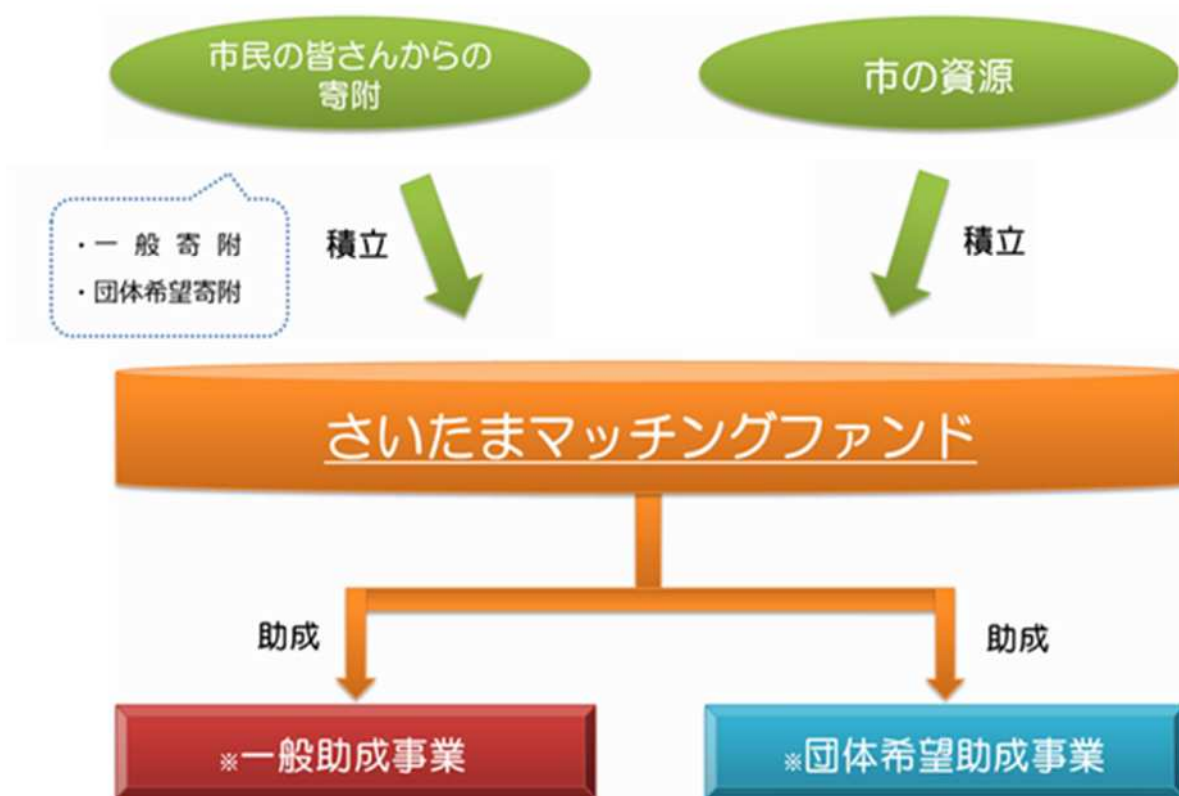 市民の皆さんからの
寄附
市の資源
・一 般 寄 附
・団体希望寄附
積立
積立
さいたまマッチングファンド
助成
助成
※一般助成事業
※団体希望助成事業